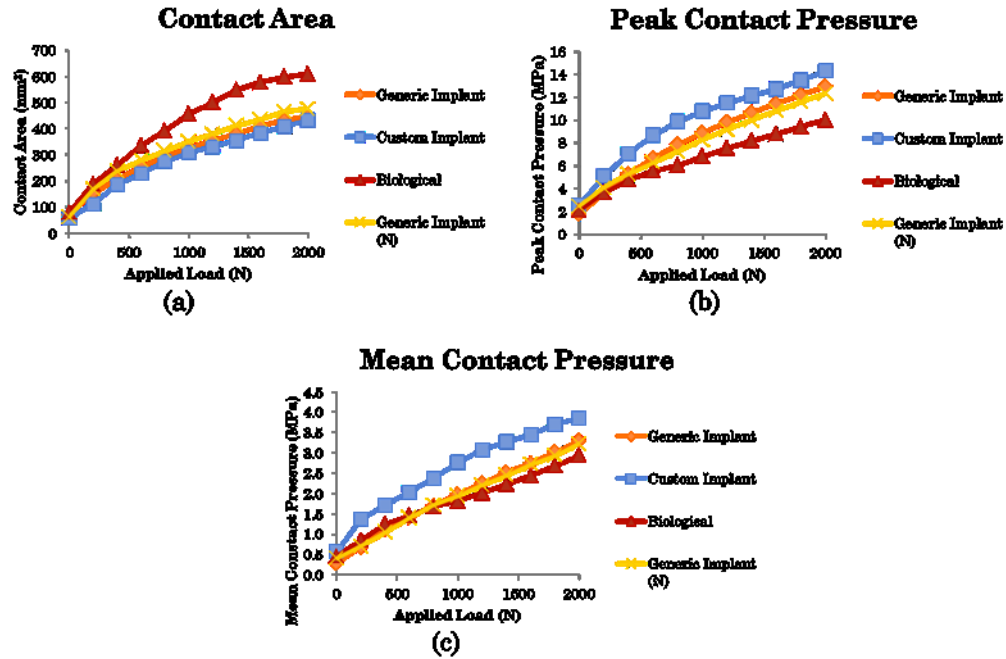 Contact Area
Contact Area (mm²)
700
600
500
400
300
200
100
0
0
500
1000
1500
2000
Applied Load (N)
Generic Implant
Custom Implant
Biological
Generic Implant
(N)
(a)
Peak Contact Pressure
Peak Contact Pressure (MPa)
16
14
12
10
8
6
4
2
0
0
500
1000
1500
2000
Applied Load (N)
Generic Implant
Custom Implant
Biological
Generic Implant
(N)
(b)
Mean Contact Pressure
Mean Constact Pressure (MPa)
4.5
4.0
3.5
3.0
2.5
2.0
1.5
1.0
0.5
0.0
0
500
1000
1500
2000
Applied Load (N)
Generic Implant
Custom Implant
Biological
Generic Implant
(N)
(c)